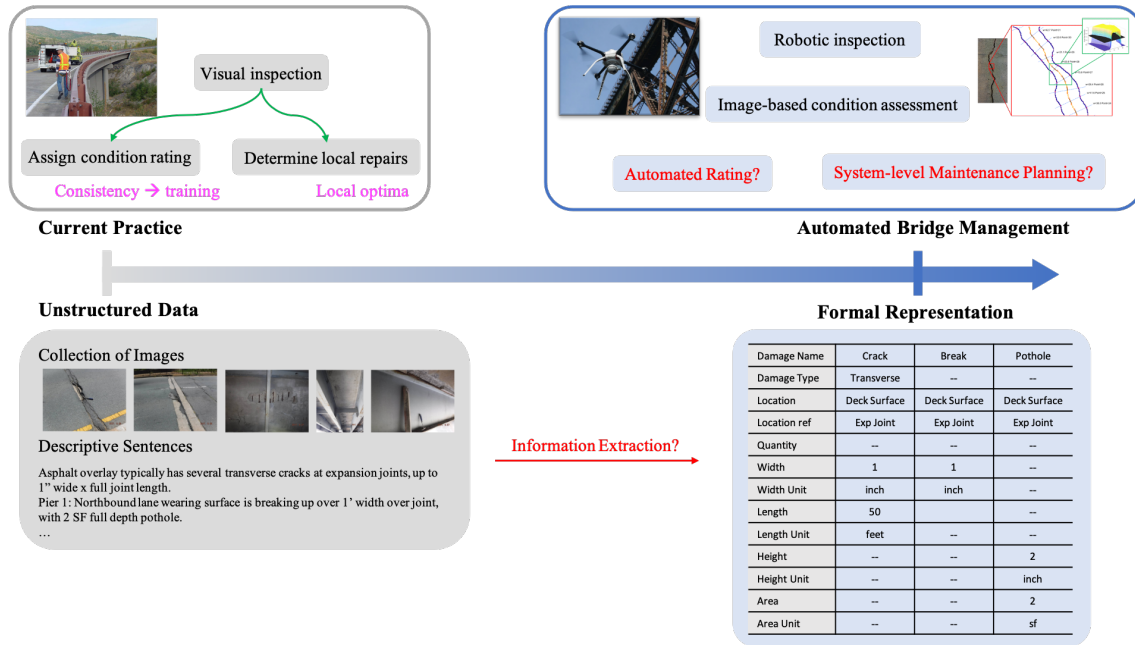 Visual inspection
Assign condition rating
Determine local repairs
Consistency → training
Local optima
Robotic inspection
Image-based condition assessment
Automated Rating?
System-level Maintenance Planning?
Current Practice
Automated Bridge Management
Unstructured Data
Formal Representation
Collection of Images
Descriptive Sentences
Asphalt overlay typically has several transverse cracks at expansion joints, up to
1” wide x full joint length.
Pier 1: Northbound lane wearing surface is breaking up over 1’ width over joint,
with 2 SF full depth pothole.
…
Information Extraction?
Damage Name Crack Break Pothole
Damage Type Transverse -- --
Location Deck Surface Deck Surface Deck Surface
Location ref Exp Joint Exp Joint Exp Joint
Quantity -- -- --
Width 1 1 --
Width Unit inch inch --
Length 50 --
Length Unit feet -- --
Height -- -- 2
Height Unit -- -- inch
Area -- -- 2
Area Unit -- -- sf